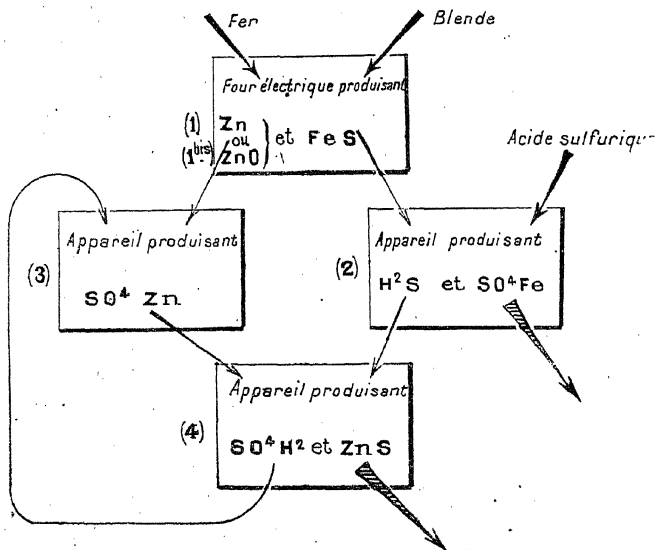 Fer
Blende
Four électrique produisant
(1) Zn
ou
(1bis) ZnO
et FeS
Acide sulfuriqu-
Appareil produisant
(3)
SO⁴ Zn
Appareil produisant
(2)
H²S et SO⁴Fe
Appareil produisant
(4)
SO⁴H² et ZnS